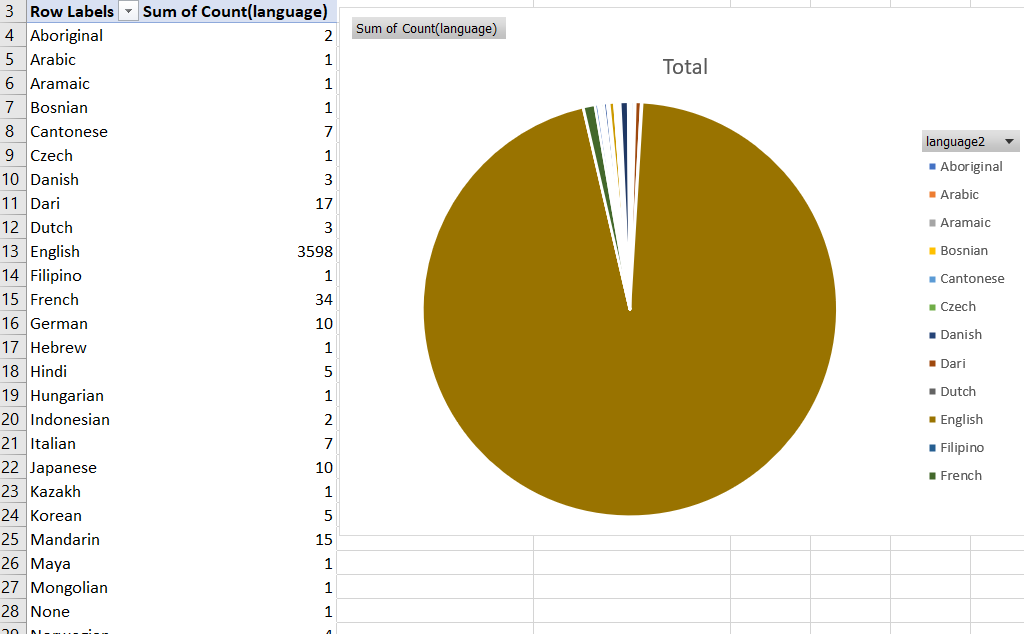 3 Row Labels Sum of Count(language)
4 Aboriginal 2
5 Arabic 1
6 Aramaic 1
7 Bosnian 1
8 Cantonese 7
9 Czech 1
10 Danish 3
11 Dari 17
12 Dutch 3
13 English 3598
14 Filipino 1
15 French 34
16 German 10
17 Hebrew 1
18 Hindi 5
19 Hungarian 1
20 Indonesian 2
21 Italian 7
22 Japanese 10
23 Kazakh 1
24 Korean 5
25 Mandarin 15
26 Maya 1
27 Mongolian 1
28 None 1
29 Norwegian 4
Sum of Count(language)
Total
language2
Aboriginal
Arabic
Aramaic
Bosnian
Cantonese
Czech
Danish
Dari
Dutch
English
Filipino
French